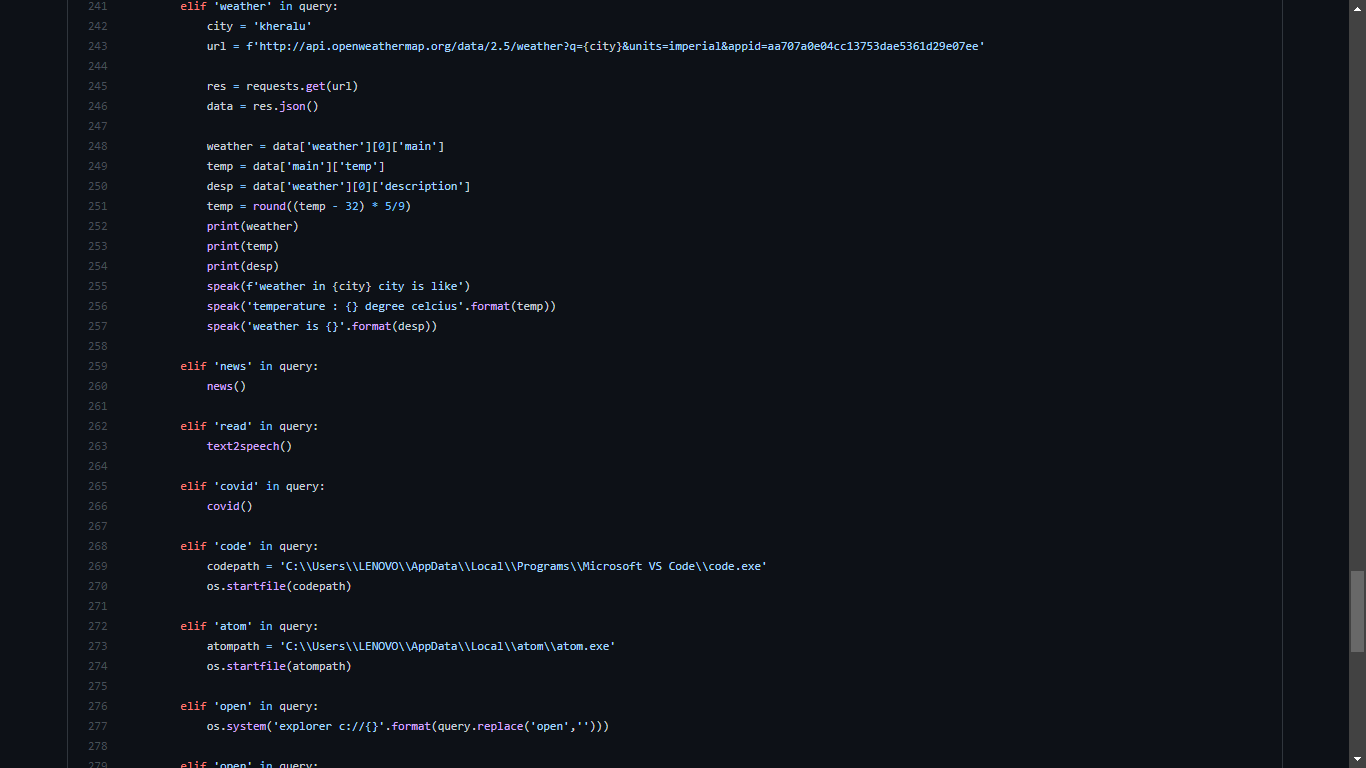 241 elif 'weather' in query:
242 city = 'kheralu'
243 url = f'http://api.openweathermap.org/data/2.5/weather?q={city}&units=imperial&appid=aa707a0e04cc13753dae5361d29e07ee'
244
245 res = requests.get(url)
246 data = res.json()
247
248 weather = data['weather'][0]['main']
249 temp = data['main']['temp']
250 desp = data['weather'][0]['description']
251 temp = round((temp - 32) * 5/9)
252 print(weather)
253 print(temp)
254 print(desp)
255 speak(f'weather in {city} city is like')
256 speak('temperature : {} degree celcius'.format(temp))
257 speak('weather is {}'.format(desp))
258
259 elif 'news' in query:
260 news()
261
262 elif 'read' in query:
263 text2speech()
264
265 elif 'covid' in query:
266 covid()
267
268 elif 'code' in query:
269 codepath = 'C:\\Users\\LENOVO\\AppData\\Local\\Programs\\Microsoft VS Code\\code.exe'
270 os.startfile(codepath)
271
272 elif 'atom' in query:
273 atompath = 'C:\\Users\\LENOVO\\AppData\\Local\\atom\\atom.exe'
274 os.startfile(atompath)
275
276 elif 'open' in query:
277 os.system('explorer c://{}'.format(query.replace('open','')))
278
279 elif 'open' in query: